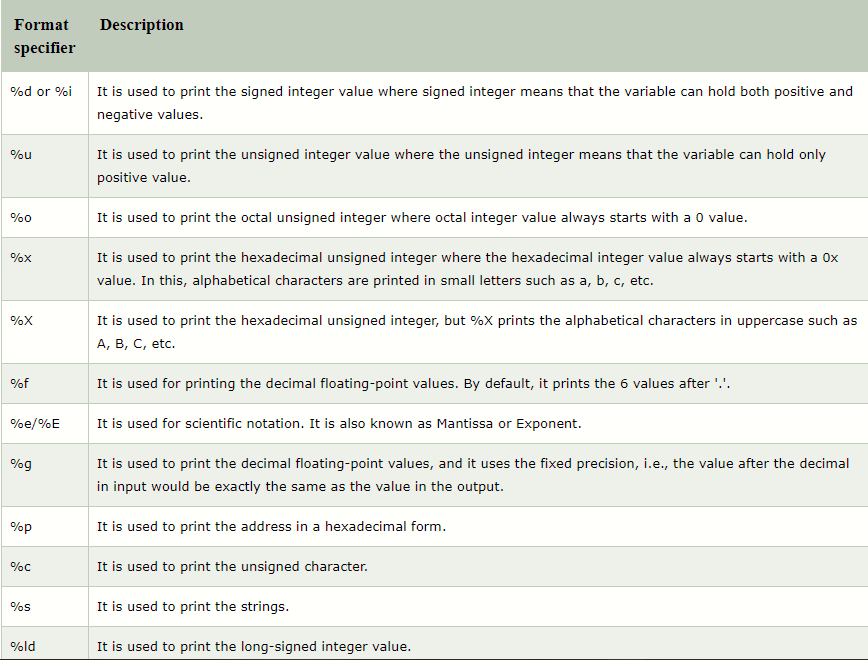 Format Description
specifier
%d or %i It is used to print the signed integer value where signed integer means that the variable can hold both positive and
negative values.
%u It is used to print the unsigned integer value where the unsigned integer means that the variable can hold only
positive value.
%o It is used to print the octal unsigned integer where octal integer value always starts with a 0 value.
%x It is used to print the hexadecimal unsigned integer where the hexadecimal integer value always starts with a 0x
value. In this, alphabetical characters are printed in small letters such as a, b, c, etc.
%X It is used to print the hexadecimal unsigned integer, but %X prints the alphabetical characters in uppercase such as
A, B, C, etc.
%f It is used for printing the decimal floating-point values. By default, it prints the 6 values after '.'.
%e/%E It is used for scientific notation. It is also known as Mantissa or Exponent.
%g It is used to print the decimal floating-point values, and it uses the fixed precision, i.e., the value after the decimal
in input would be exactly the same as the value in the output.
%p It is used to print the address in a hexadecimal form.
%c It is used to print the unsigned character.
%s It is used to print the strings.
%ld It is used to print the long-signed integer value.